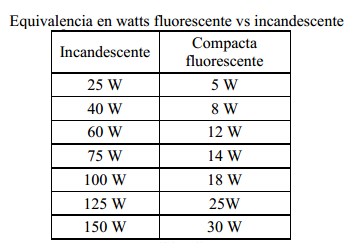 Equivalencia en watts fluorescente vs incandescente
Incandescente Compacta fluorescente
25 W 5 W
40 W 8 W
60 W 12 W
75 W 14 W
100 W 18 W
125 W 25W
150 W 30 W